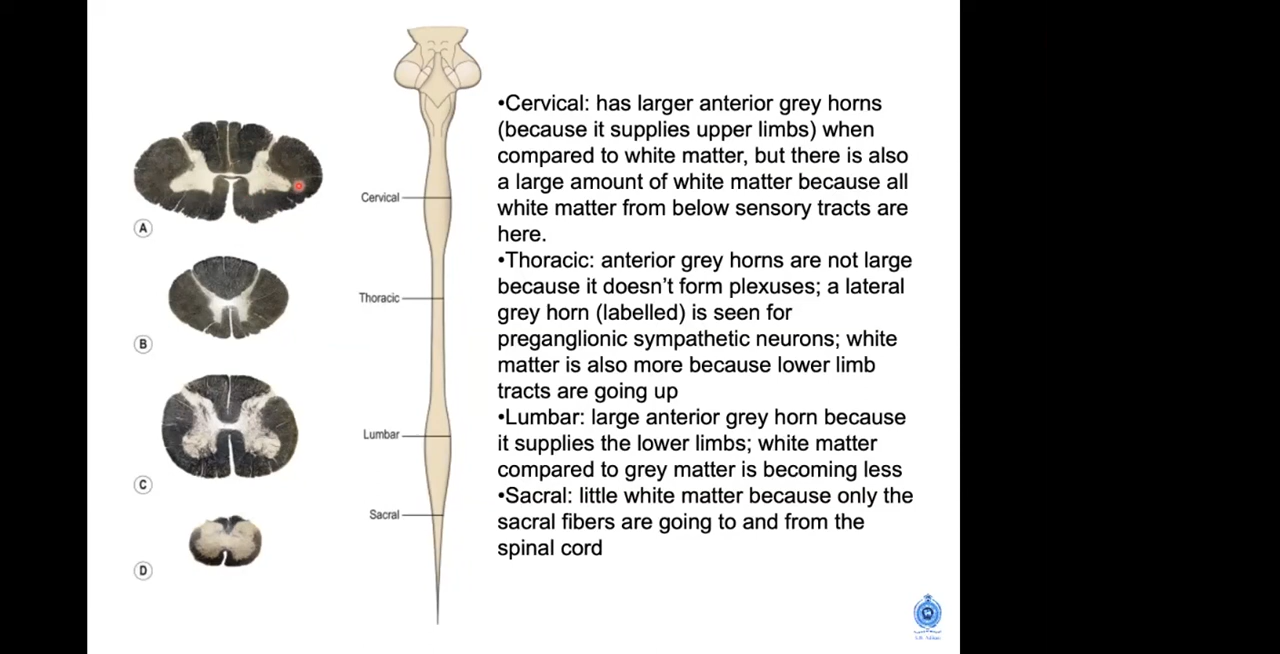 •Cervical: has larger anterior grey horns
(because it supplies upper limbs) when
compared to white matter, but there is also
a large amount of white matter because all
white matter from below sensory tracts are
here.
•Thoracic: anterior grey horns are not large
because it doesn’t form plexuses; a lateral
grey horn (labelled) is seen for
preganglionic sympathetic neurons; white
matter is also more because lower limb
tracts are going up
•Lumbar: large anterior grey horn because
it supplies the lower limbs; white matter
compared to grey matter is becoming less
•Sacral: little white matter because only the
sacral fibers are going to and from the
spinal cord
Cervical
Thoracic
Lumbar
Sacral
A
B
C
D